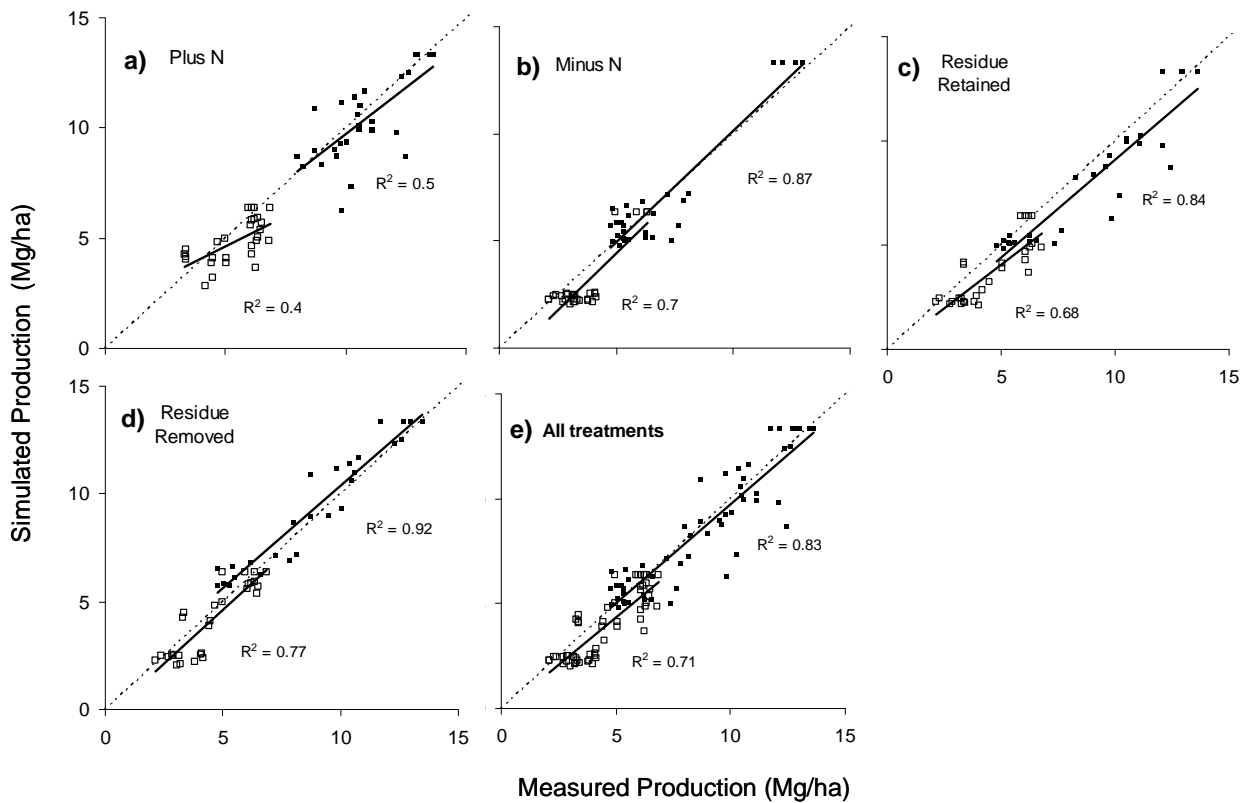 15
10
5
0
Simulated Production (Mg/ha)
a) Plus N
R² = 0.5
R² = 0.4
b) Minus N
R² = 0.87
R² = 0.7
c) Residue
Retained
R² = 0.84
R² = 0.68
0 5 10 15
15
10
5
0
d) Residue
Removed
R² = 0.92
R² = 0.77
0 5 10 15
e) All treatments
R² = 0.83
R² = 0.71
0 5 10 15
Measured Production (Mg/ha)